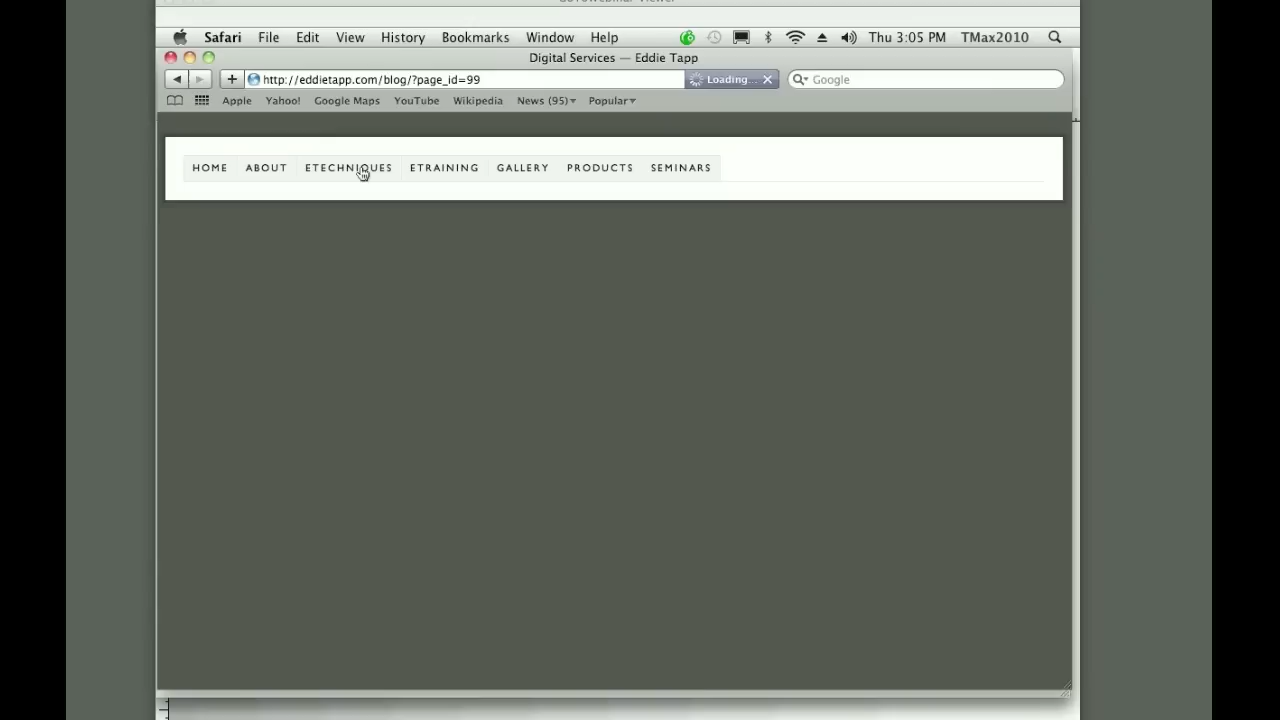 Safari File Edit View History Bookmarks Window Help Thu 3:05 PM TMax2010
Digital Services — Eddie Tapp
http://eddietapp.com/blog/?page_id=99 Loading... Google
Apple Yahoo! Google Maps YouTube Wikipedia News (95) Popular
HOME ABOUT ETECHNIQUES ETRAINING GALLERY PRODUCTS SEMINARS